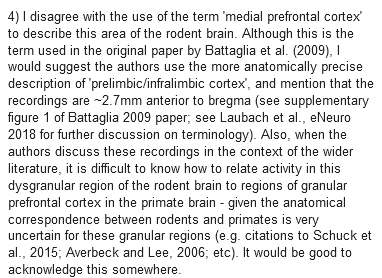 4) I disagree with the use of the term 'medial prefrontal cortex'
to describe this area of the rodent brain. Although this is the
term used in the original paper by Battaglia et al. (2009), I
would suggest the authors use the more anatomically precise
description of 'prelimbic/infralimbic cortex', and mention that the
recordings are ~2.7mm anterior to bregma (see supplementary
figure 1 of Battaglia 2009 paper; see Laubach et al., eNeuro
2018 for further discussion on terminology). Also, when the
authors discuss these recordings in the context of the wider
literature, it is difficult to know how to relate activity in this
dysgranular region of the rodent brain to regions of granular
prefrontal cortex in the primate brain - given the anatomical
correspondence between rodents and primates is very
uncertain for these granular regions (e.g. citations to Schuck et
al., 2015; Averbeck and Lee, 2006; etc). It would be good to
acknowledge this somewhere.